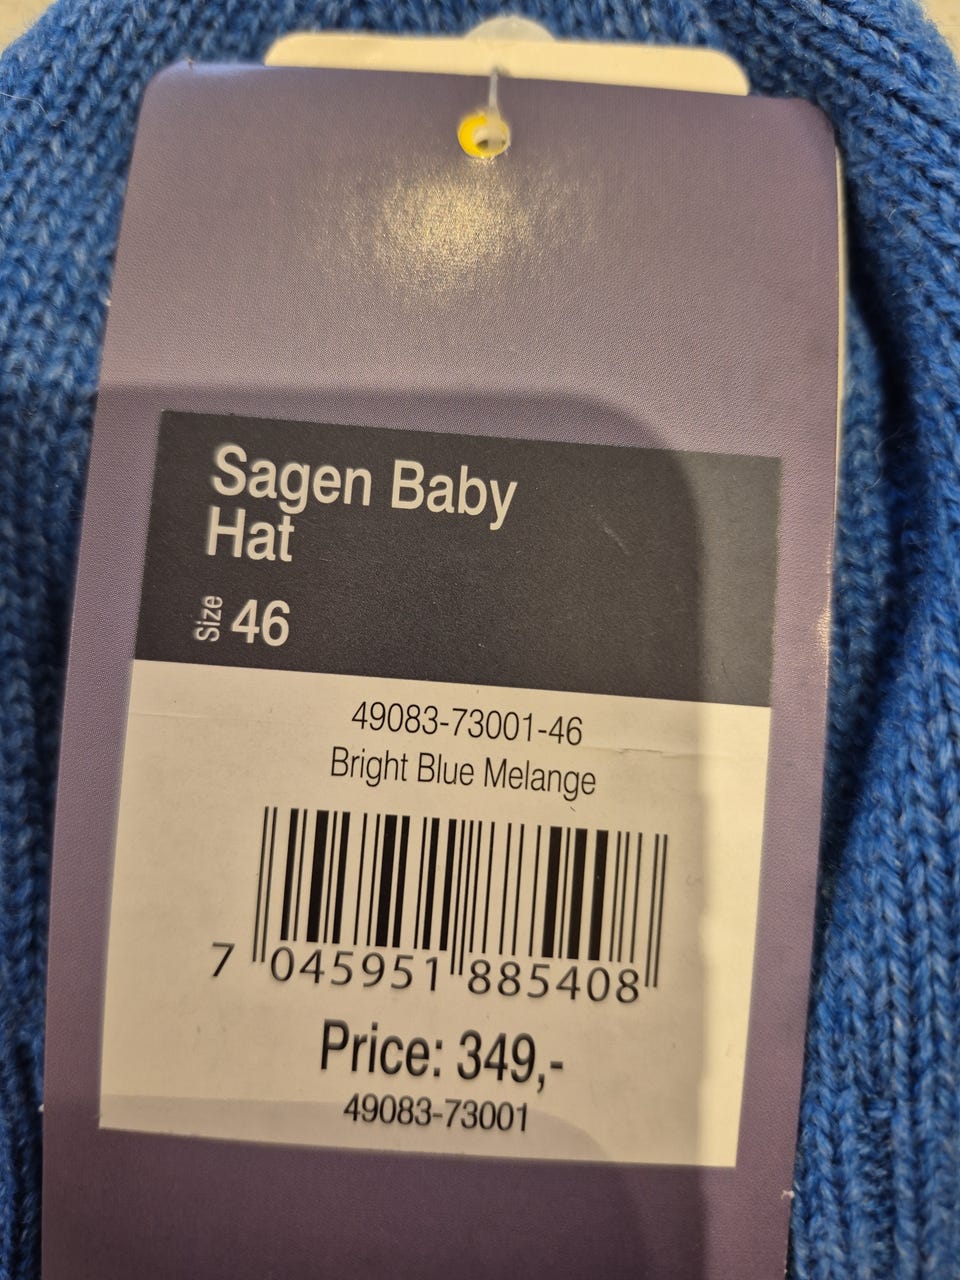 Sagen Baby
Hat
Size 46
49083-73001-46
Bright Blue Melange
7 045951 885408
Price: 349,-
49083-73001